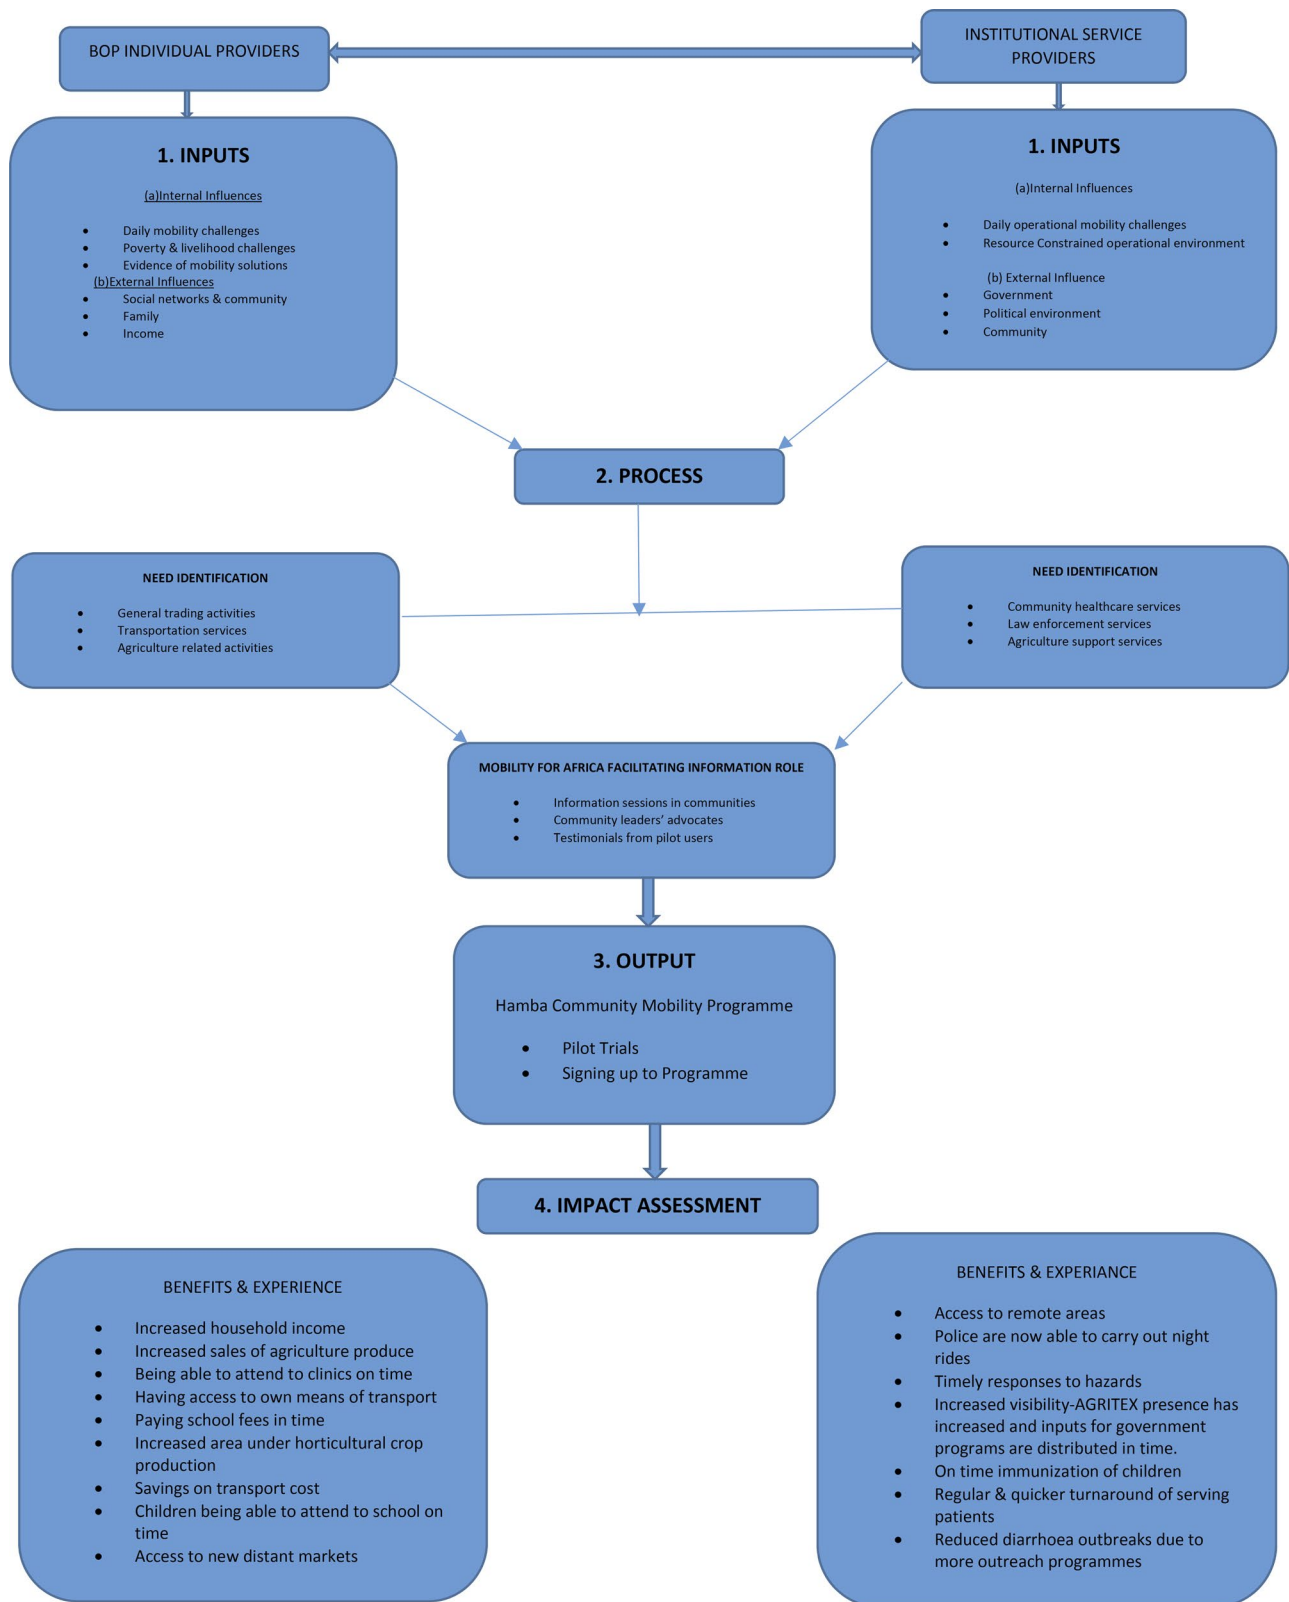 BOP INDIVIDUAL PROVIDERS
INSTITUTIONAL SERVICE
PROVIDERS
1. INPUTS
(a)Internal Influences
• Daily mobility challenges
• Poverty & livelihood challenges
• Evidence of mobility solutions
(b)External Influences
• Social networks & community
• Family
• Income
1. INPUTS
(a)Internal Influences
• Daily operational mobility challenges
• Resource Constrained operational environment
(b) External Influence
• Government
• Political environment
• Community
2. PROCESS
NEED IDENTIFICATION
• General trading activities
• Transportation services
• Agriculture related activities
NEED IDENTIFICATION
• Community healthcare services
• Law enforcement services
• Agriculture support services
MOBILITY FOR AFRICA FACILITATING INFORMATION ROLE
• Information sessions in communities
• Community leaders’ advocates
• Testimonials from pilot users
3. OUTPUT
Hamba Community Mobility Programme
• Pilot Trials
• Signing up to Programme
4. IMPACT ASSESSMENT
BENEFITS & EXPERIENCE
• Increased household income
• Increased sales of agriculture produce
• Being able to attend to clinics on time
• Having access to own means of transport
• Paying school fees in time
• Increased area under horticultural crop
production
• Savings on transport cost
• Children being able to attend to school on
time
• Access to new distant markets
BENEFITS & EXPERIANCE
• Access to remote areas
• Police are now able to carry out night
rides
• Timely responses to hazards
• Increased visibility-AGRITEX presence has
increased and inputs for government
programs are distributed in time.
• On time immunization of children
• Regular & quicker turnaround of serving
patients
• Reduced diarrhoea outbreaks due to
more outreach programmes